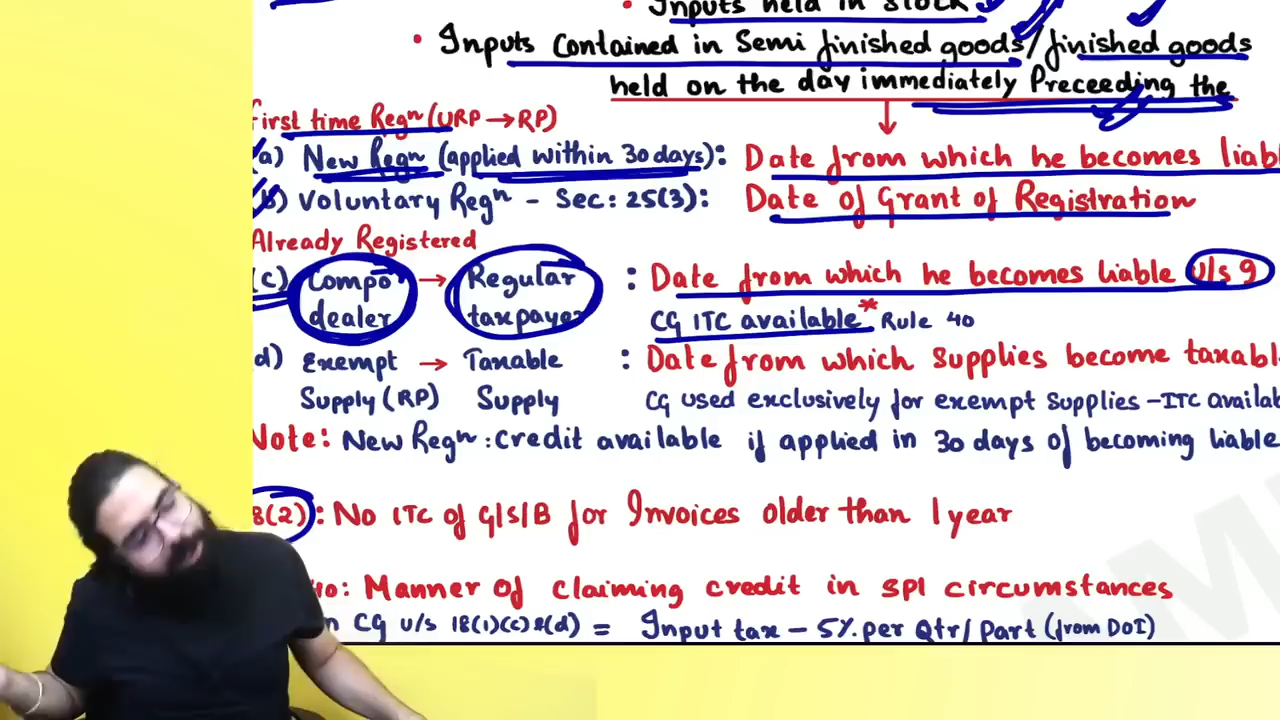 • Inputs held in stock
• Inputs contained in Semi finished goods/finished goods
held on the day immediately Preceeding the
First time Regⁿ (URP → RP)
(a) New Regⁿ (applied within 30 days): Date from which he becomes
(b) Voluntary Regⁿ - Sec: 25(3): Date of Grant of Registration
Already Registered
(c) Compoⁿ → Regular : Date from which he becomes liable u/s 9
dealer taxpayer CG ITC available* Rule 40
d) Exempt → Taxable : Date from which supplies become
Supply (RP) Supply CG used exclusively for exempt supplies - ITC
Note: New Regⁿ: Credit available if applied in 30 days of becoming liable
8(2): No ITC of G/S/B for Invoices older than 1 year
Manner of claiming credit in SPl circumstances
CG u/s 18(1)(c)&(d) = Input tax - 5% per Qtr/Part (from DOI)